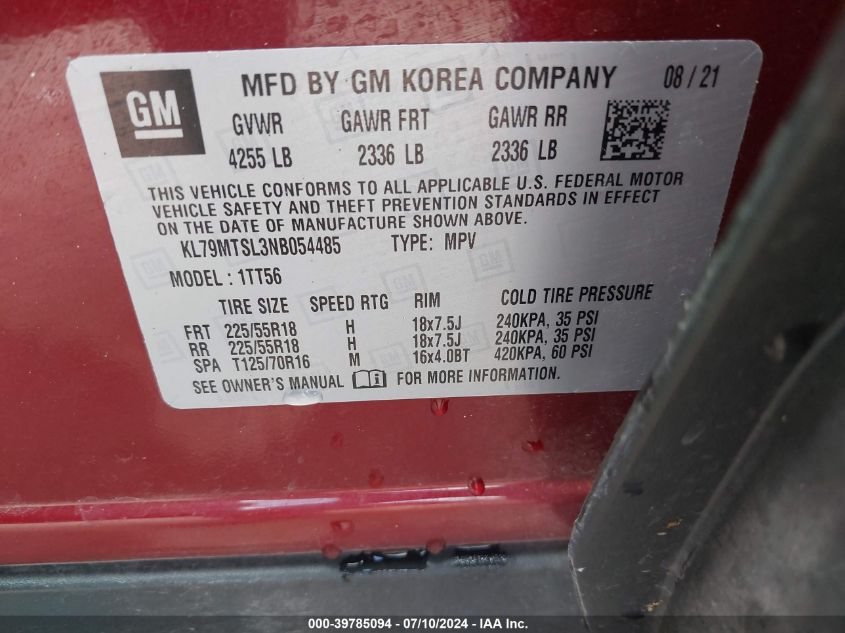 GM
MFD BY GM KOREA COMPANY 08 / 21
GVWR GAWR FRT GAWR RR
4255 LB 2336 LB 2336 LB
THIS VEHICLE CONFORMS TO ALL APPLICABLE U.S. FEDERAL MOTOR
VEHICLE SAFETY AND THEFT PREVENTION STANDARDS IN EFFECT
ON THE DATE OF MANUFACTURE SHOWN ABOVE.
KL79MTSL3NB054485 TYPE: MPV
MODEL : 1TT56
TIRE SIZE SPEED RTG RIM COLD TIRE PRESSURE
FRT 225/55R18 H 18x7.5J 240KPA, 35 PSI
RR 225/55R18 H 18x7.5J 240KPA, 35 PSI
SPA T125/70R16 M 16x4.0BT 420KPA, 60 PSI
SEE OWNER'S MANUAL FOR MORE INFORMATION.
000-39785094 - 07/10/2024 - IAA Inc.